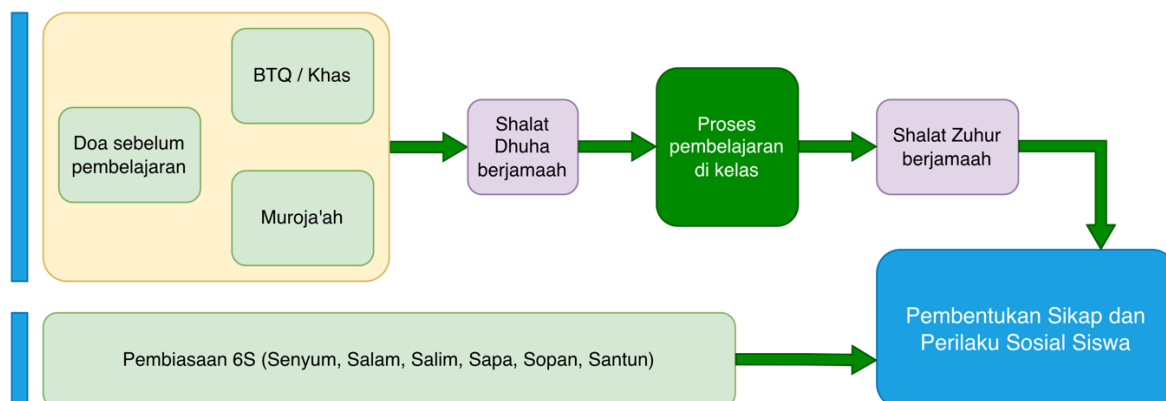 BTQ / Khas
Doa sebelum
pembelajaran
Muroja'ah
Shalat
Dhuha
berjamaah
Proses
pembelajaran
di kelas
Shalat Zuhur
berjamaah
Pembiasaan 6S (Senyum, Salam, Salim, Sapa, Sopan, Santun)
Pembentukan Sikap dan
Perilaku Sosial Siswa